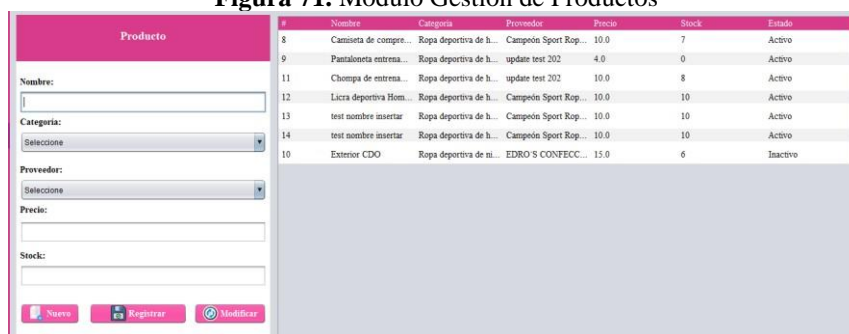 Figura 71. Módulo Gestión de Productos
Producto
Nombre:
Categoría:
Seleccione
Proveedor:
Seleccione
Precio:
Stock:
Nuevo Registrar Modificar
# Nombre Categoria Proveedor Precio Stock Estado
8 Camiseta de compre... Ropa deportiva de h... Campeón Sport Rop... 10.0 7 Activo
9 Pantaloneta entrena... Ropa deportiva de h... update test 202 4.0 0 Activo
11 Chompa de entrena... Ropa deportiva de h... update test 202 10.0 8 Activo
12 Licra deportiva Hom... Ropa deportiva de h... Campeón Sport Rop... 10.0 10 Activo
13 test nombre insertar Ropa deportiva de h... Campeón Sport Rop... 10.0 10 Activo
14 test nombre insertar Ropa deportiva de h... Campeón Sport Rop... 10.0 10 Activo
10 Exterior CDO Ropa deportiva de ni... EDRO'S CONFECC... 15.0 6 Inactivo